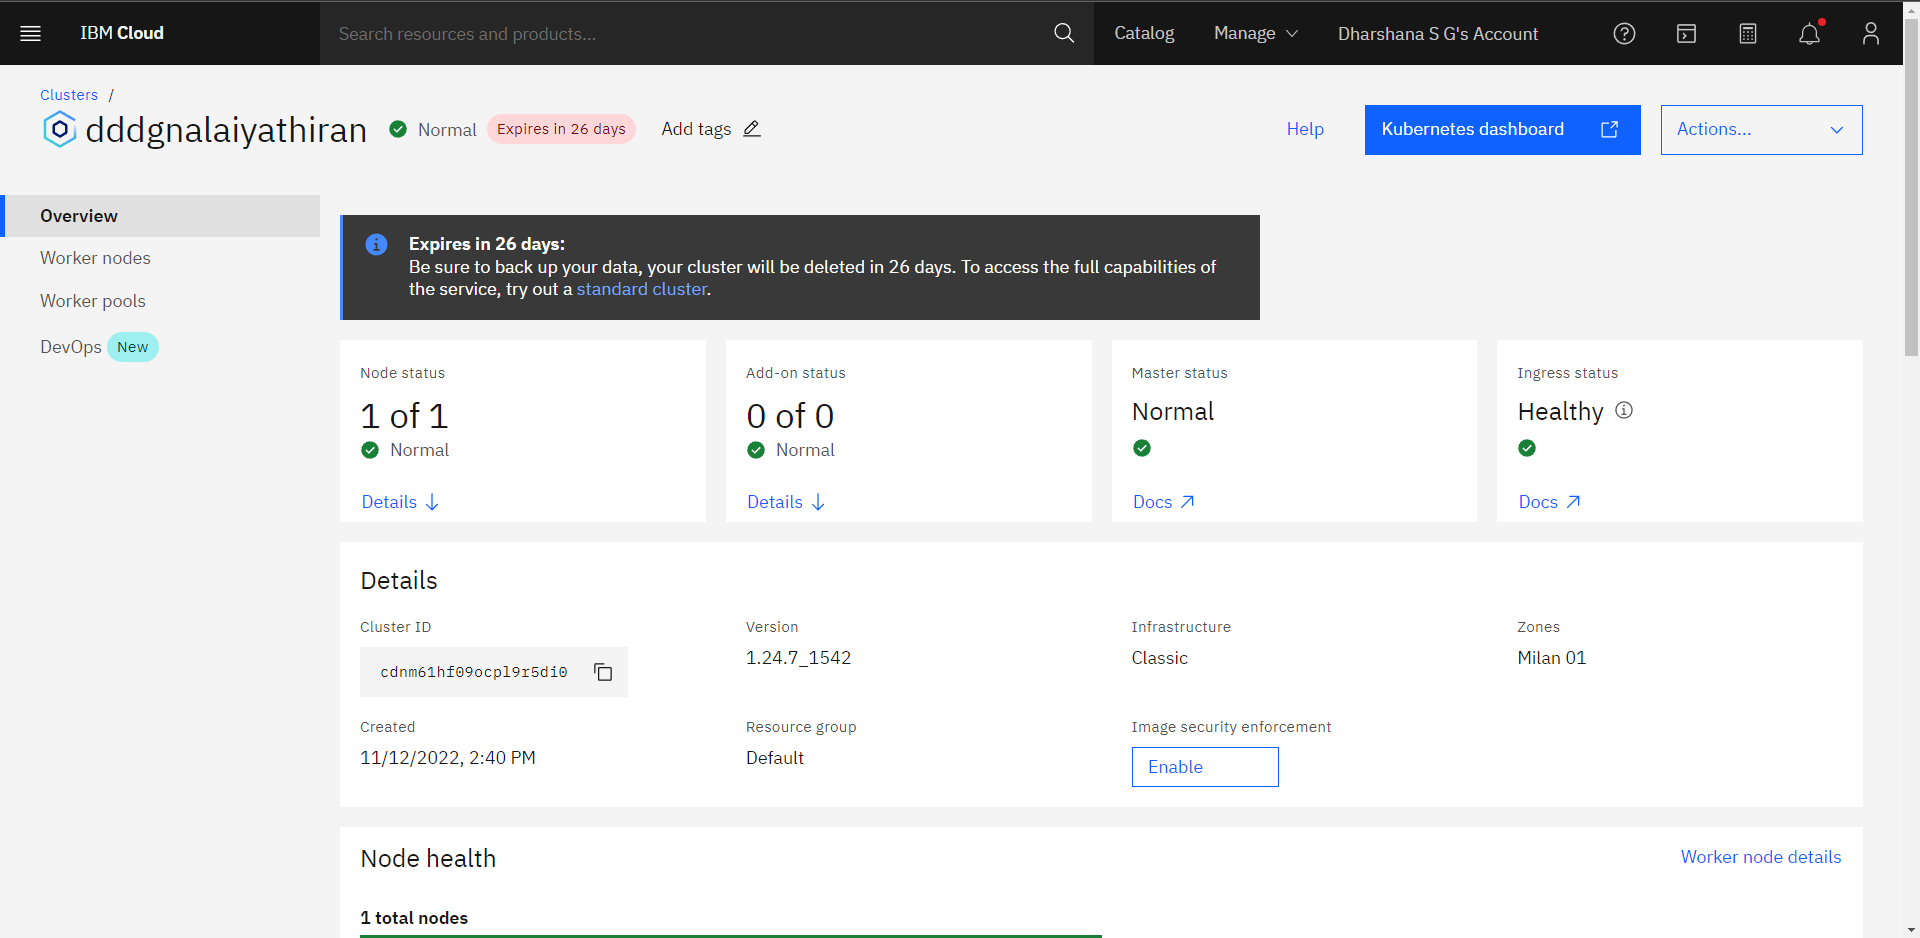 IBM Cloud
Search resources and products...
Catalog
Manage
Dharshana S G's Account
Clusters /
dddgnalaiyathiran
Normal
Expires in 26 days
Add tags
Help
Kubernetes dashboard
Actions...
Overview
Worker nodes
Worker pools
DevOps New
Expires in 26 days:
Be sure to back up your data, your cluster will be deleted in 26 days. To access the full capabilities of
the service, try out a standard cluster.
Node status
1 of 1
Normal
Details
Add-on status
0 of 0
Normal
Details
Master status
Normal
Docs
Ingress status
Healthy
Docs
Details
Cluster ID
cdnm61hf09ocpl9r5di0
Version
1.24.7_1542
Infrastructure
Classic
Zones
Milan 01
Created
11/12/2022, 2:40 PM
Resource group
Default
Image security enforcement
Enable
Node health
Worker node details
1 total nodes